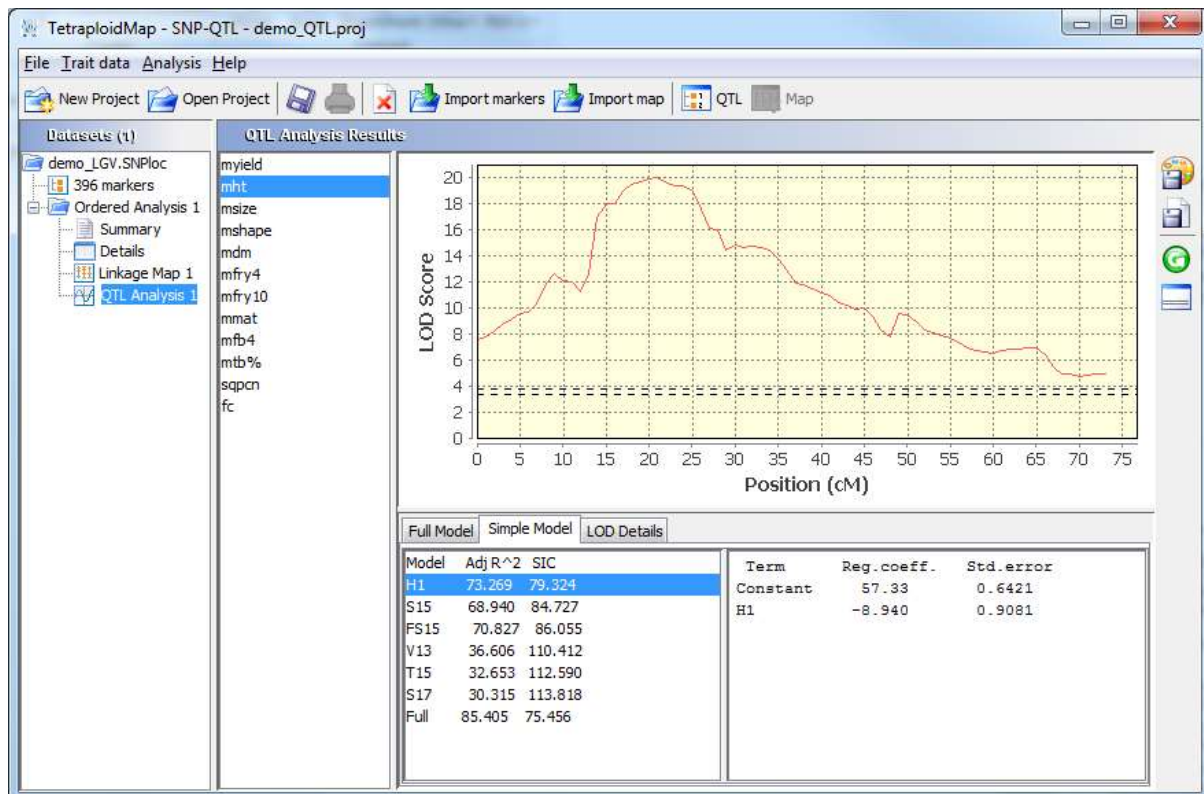 TetraploidMap - SNP-QTL - demo_QTL.proj
File Trait data Analysis Help
New Project Open Project Import markers Import map QTL Map
Datasets (1) QTL Analysis Results
demo_LGV.SNPloc
396 markers
Ordered Analysis 1
Summary
Details
Linkage Map 1
QTL Analysis 1
myield
mht
msize
mshape
mdm
mfry4
mfry10
mmat
mfb4
mtb%
sqpcn
fc
LOD Score
20
18
16
14
12
10
8
6
4
2
0
0 5 10 15 20 25 30 35 40 45 50 55 60 65 70 75
Position (cM)
Full Model Simple Model LOD Details
Model Adj R^2 SIC
H1 73.269 79.324
S15 68.940 84.727
FS15 70.827 86.055
V13 36.606 110.412
T15 32.653 112.590
S17 30.315 113.818
Full 85.405 75.456
Term Reg.coeff. Std.error
Constant 57.33 0.6421
H1 -8.940 0.9081